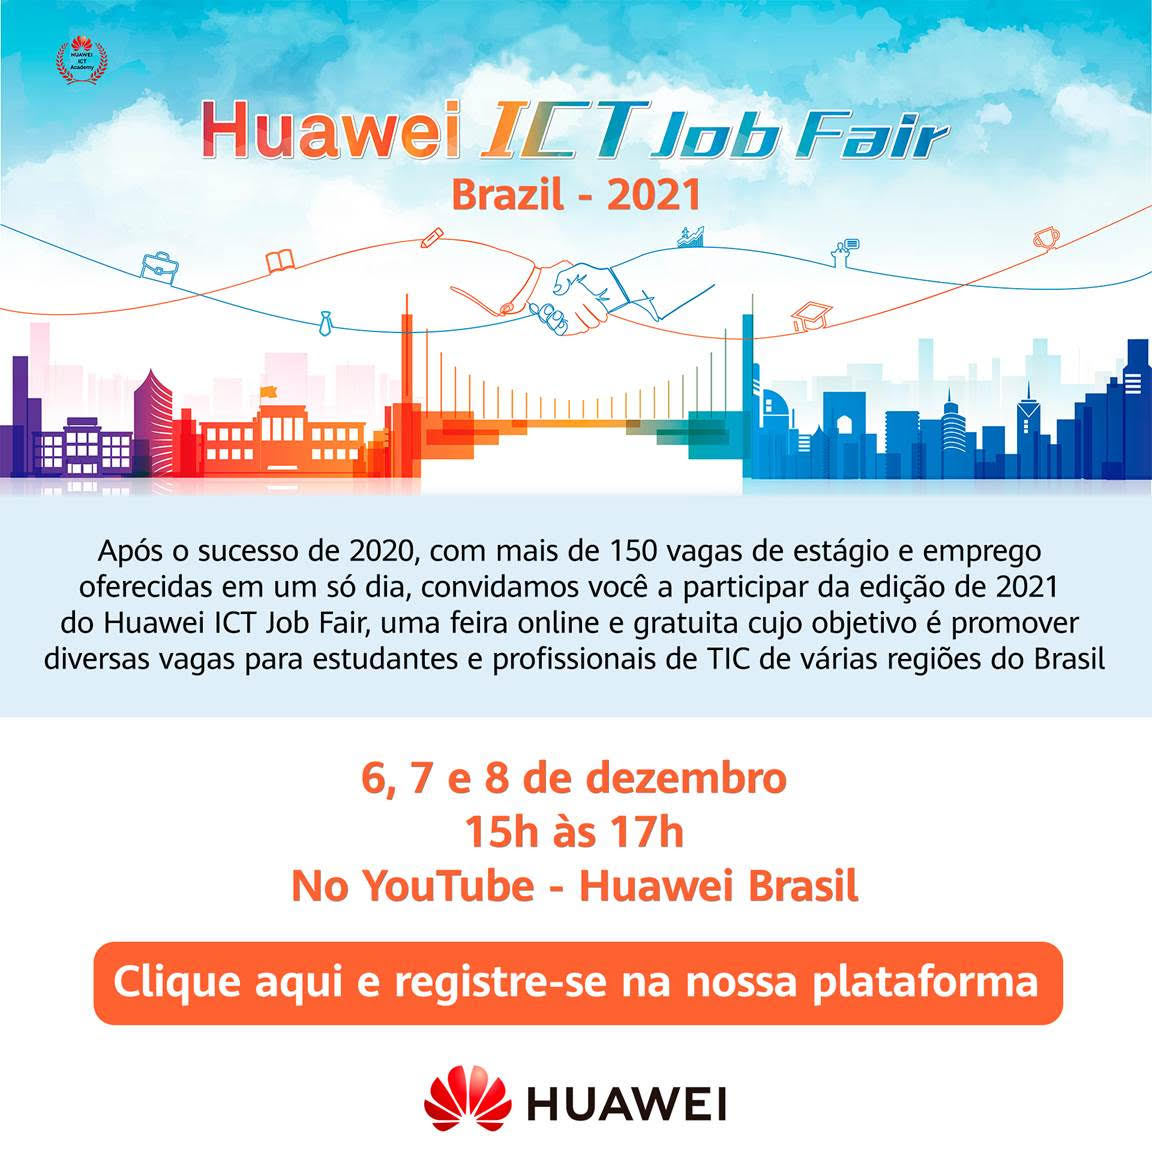 HUAWEI
ICT
Academy
Huawei ICT Job Fair
Brazil - 2021
Após o sucesso de 2020, com mais de 150 vagas de estágio e emprego
oferecidas em um só dia, convidamos você a participar da edição de 2021
do Huawei ICT Job Fair, uma feira online e gratuita cujo objetivo é promover
diversas vagas para estudantes e profissionais de TIC de várias regiões do Brasil
6, 7 e 8 de dezembro
15h às 17h
No YouTube - Huawei Brasil
Clique aqui e registre-se na nossa plataforma
HUAWEI